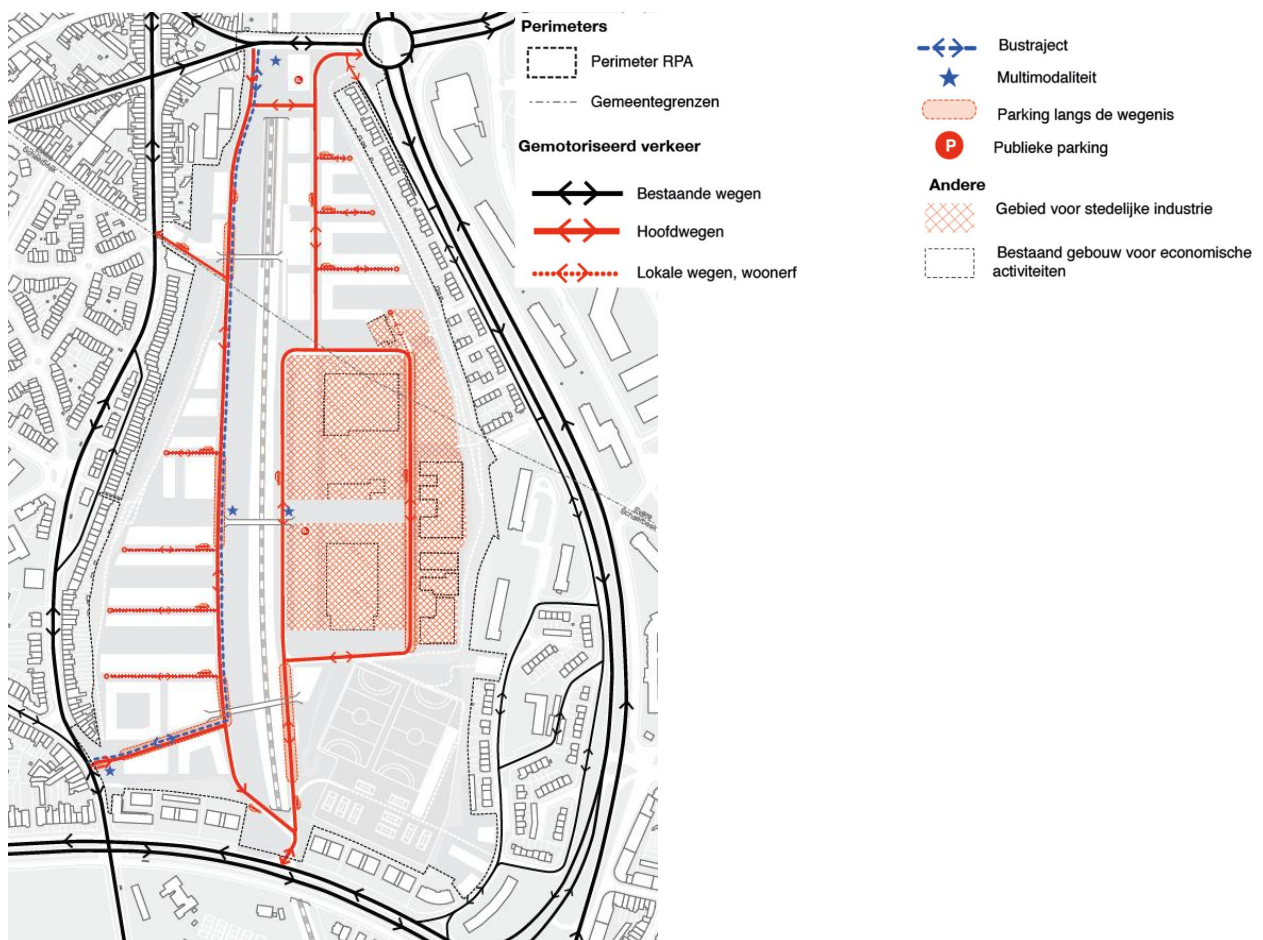 Perimeters
Perimeter RPA
Gemeentegrenzen
Gemotoriseerd verkeer
Bestaande wegen
Hoofdwegen
Lokale wegen, woonerf
Bustraject
Multimodaliteit
Parking langs de wegenis
P
Publieke parking
Andere
Gebied voor stedelijke industrie
Bestaand gebouw voor economische
activiteiten